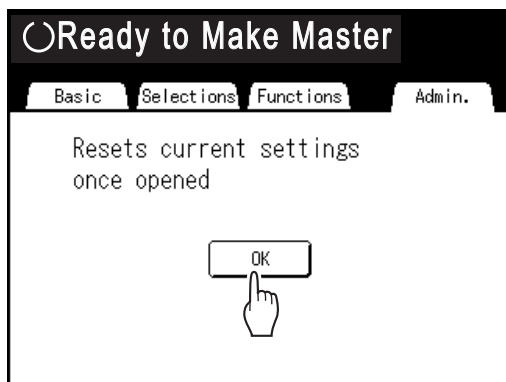 Ready to Make Master
Basic Selections Functions Admin.
Resets current settings
once opened
OK